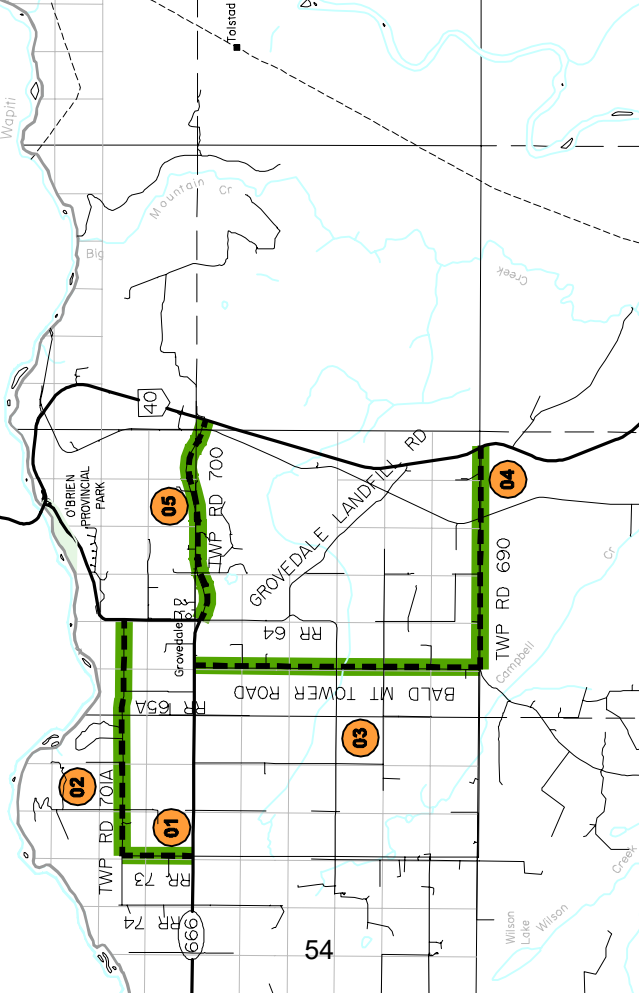 Tolstad
Wapiti
Mountain Cr
Big
Creek
40
O'BRIEN
PROVINCIAL
PARK
05
TWP RD 700
GROVEDALE LANDFILL RD
04
TWP RD 690
Cr
Campbell
Grovedale
RR 64
BALD MT TOWER ROAD
RR 65A
03
02
TWP RD 701A
01
RR 73
RR 74
666
54
Wilson
Lake
Wilson
Creek